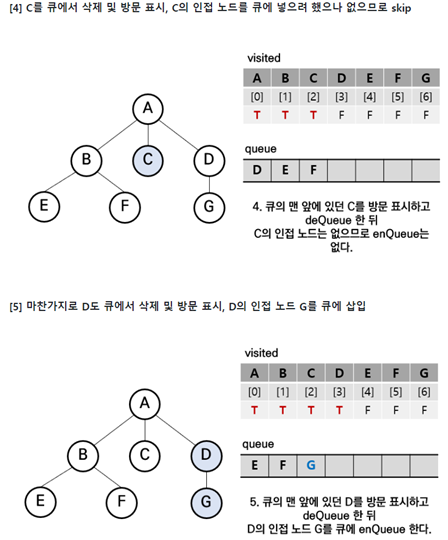 [4] C를 큐에서 삭제 및 방문 표시, C의 인접 노드를 큐에 넣으려 했으나 없으므로 skip
visited
A B C D E F G
[0] [1] [2] [3] [4] [5] [6]
T T T F F F F
A
B C D
E F G
queue
D E F
4. 큐의 맨 앞에 있던 C를 방문 표시하고
deQueue 한 뒤
C의 인접 노드는 없으므로 enQueue는
없다.
[5] 마찬가지로 D도 큐에서 삭제 및 방문 표시, D의 인접 노드 G를 큐에 삽입
visited
A B C D E F G
[0] [1] [2] [3] [4] [5] [6]
T T T T F F F
A
B C D
E F G
queue
E F G
5. 큐의 맨 앞에 있던 D를 방문 표시하고
deQueue 한 뒤
D의 인접 노드 G를 큐에 enQueue 한다.